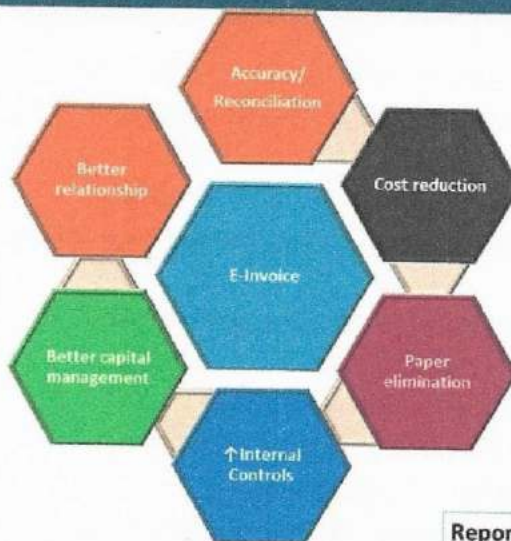 Accuracy/
Reconciliation
Better
relationship
Cost reduction
E-Invoice
Better capital
management
Paper
elimination
↑Internal
Controls
Repor